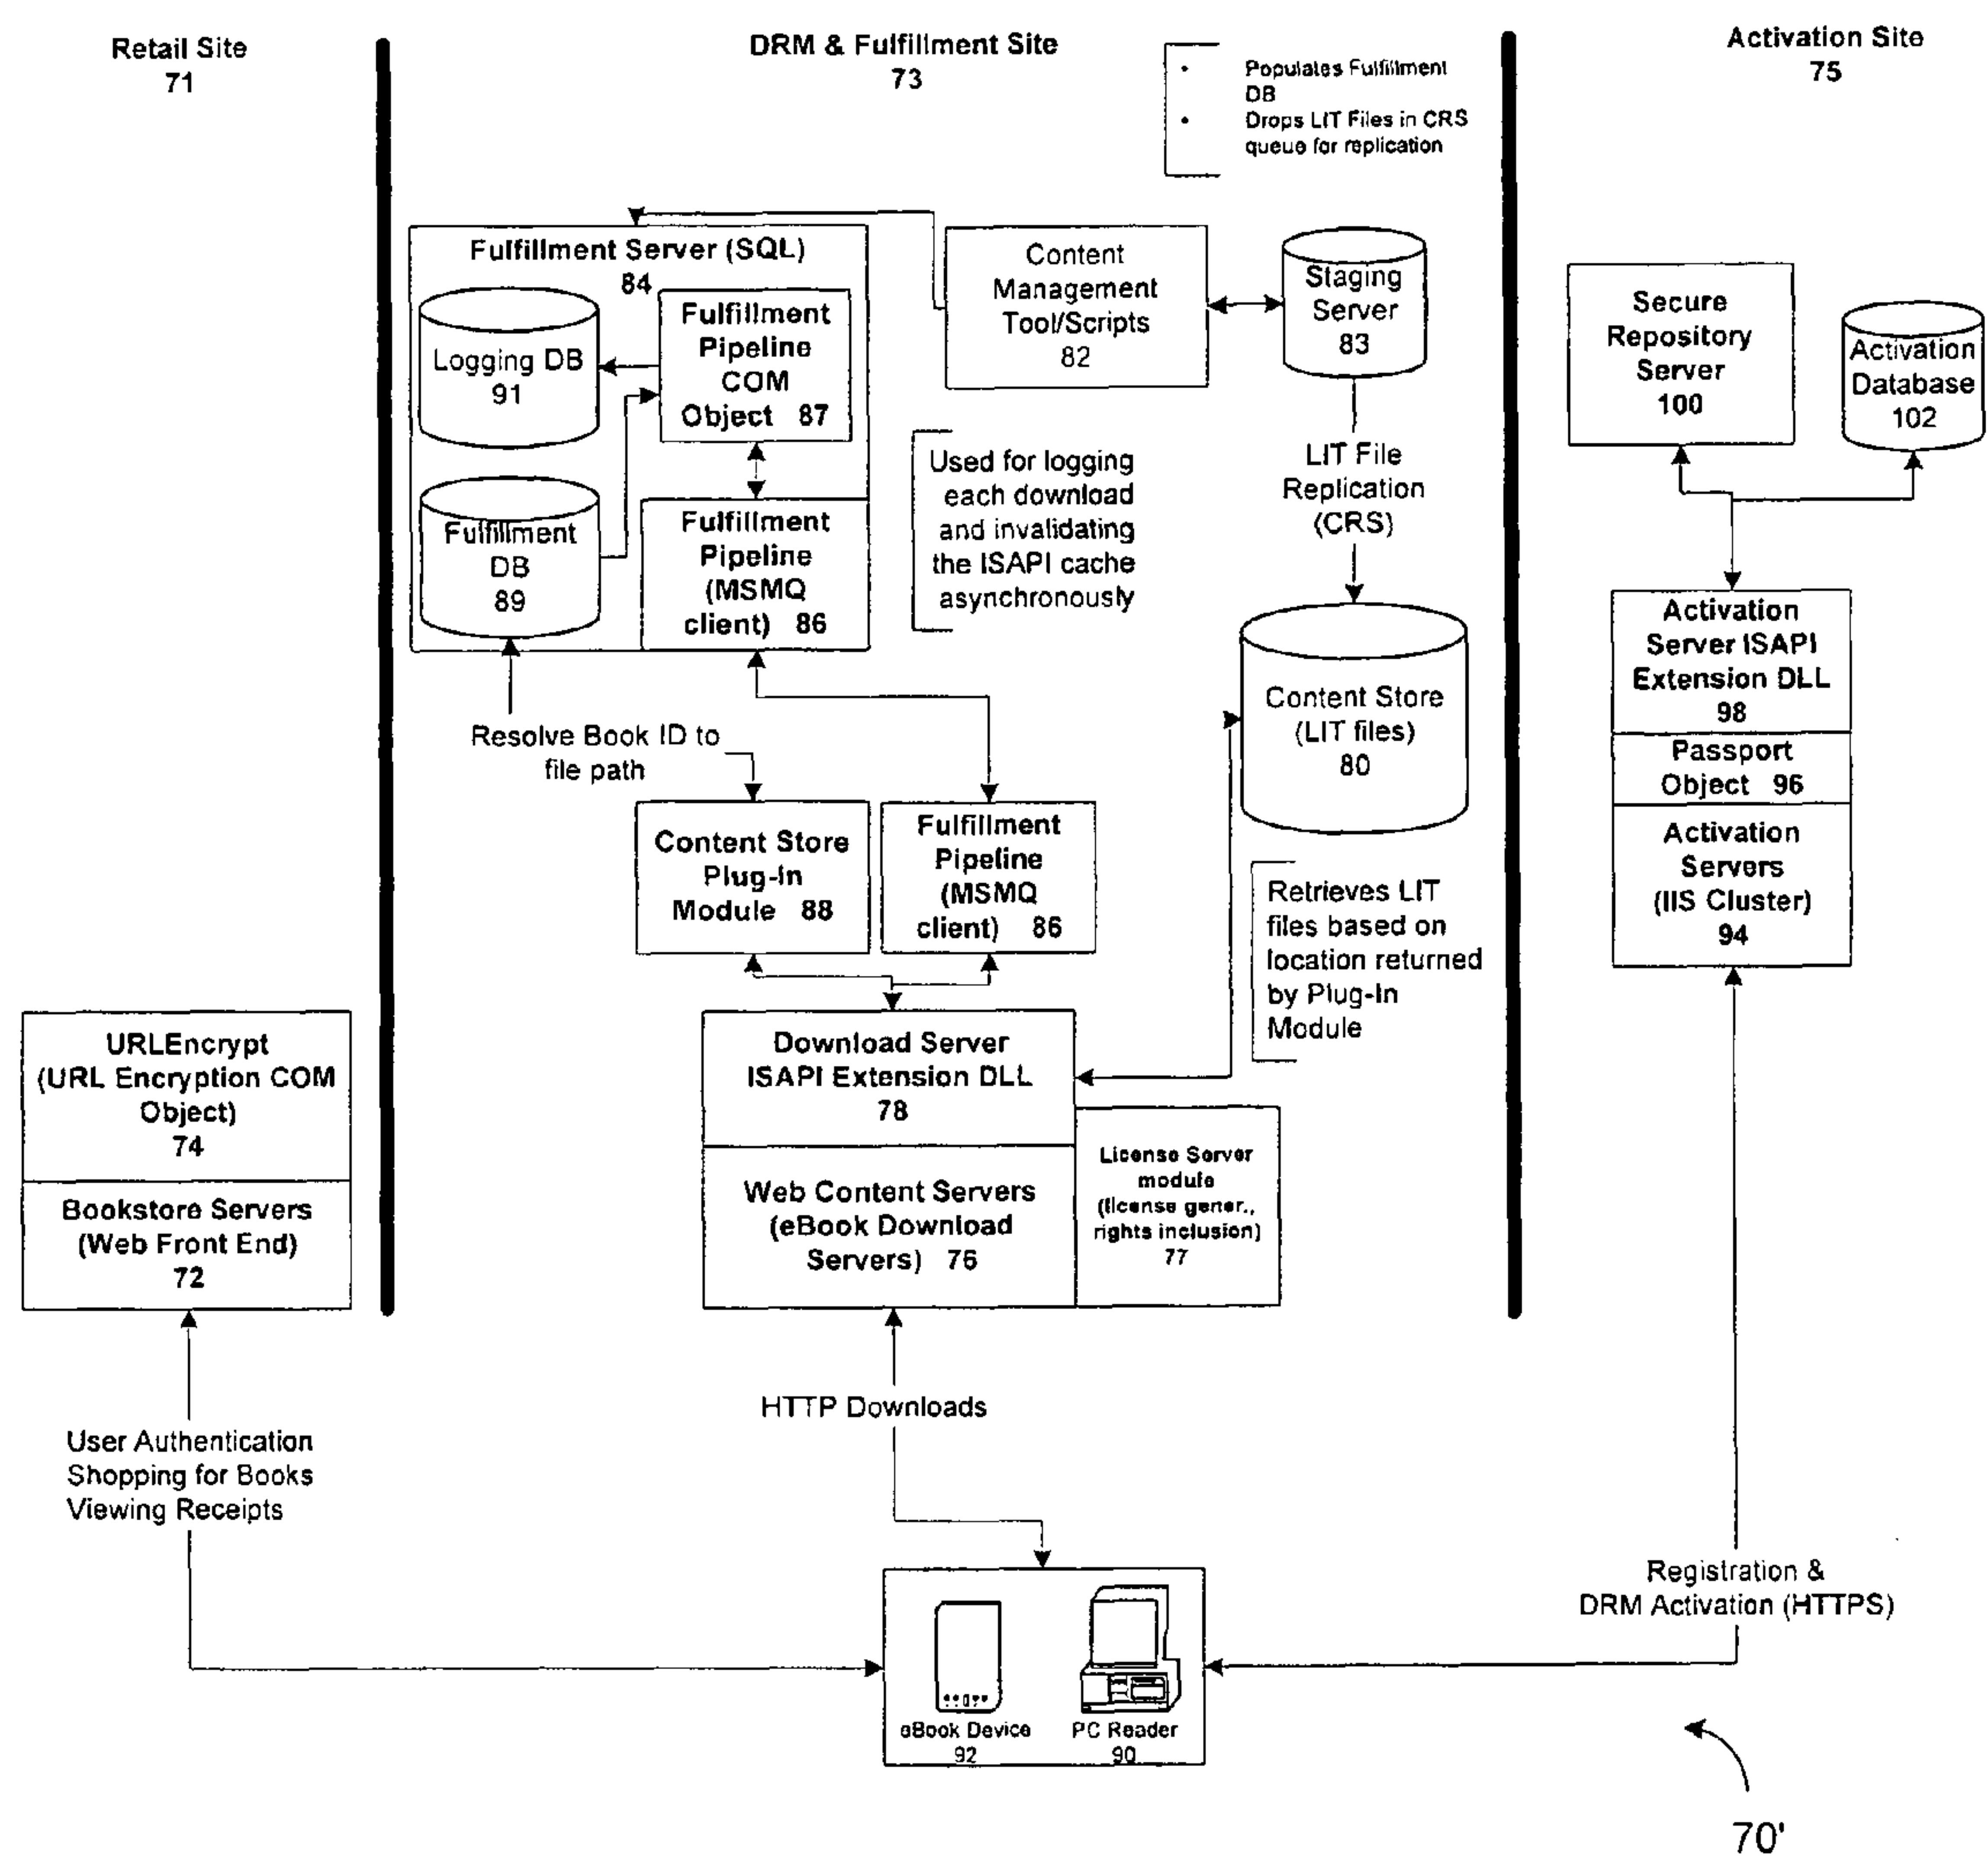 Retail Site
71
DRM & Fulfillment Site
73
• Populates Fulfillment
DB
• Drops LIT Files in CRS
queue for replication
Activation Site
75
Fulfillment Server (SQL)
84
Logging DB
91
Fulfillment
Pipeline
COM
Object 87
Fulfillment
DB
89
Fulfillment
Pipeline
(MSMQ
client) 86
Content
Management
Tool/Scripts
82
Staging
Server
83
Used for logging
each download
and invalidating
the ISAPI cache
asynchronously
LIT File
Replication
(CRS)
Content Store
(LIT files)
80
Secure
Repository
Server
100
Activation
Database
102
Activation
Server ISAPI
Extension DLL
98
Passport
Object 96
Activation
Servers
(IIS Cluster)
94
Resolve Book ID to
file path
Content Store
Plug-In
Module 88
Fulfillment
Pipeline
(MSMQ
client) 86
Retrieves LIT
files based on
location returned
by Plug-In
Module
URLEncrypt
(URL Encryption COM
Object)
74
Bookstore Servers
(Web Front End)
72
Download Server
ISAPI Extension DLL
78
Web Content Servers
(eBook Download
Servers) 76
License Server
module
(license gener.,
rights inclusion)
77
HTTP Downloads
User Authentication
Shopping for Books
Viewing Receipts
Registration &
DRM Activation (HTTPS)
eBook Device
92
PC Reader
90
70'